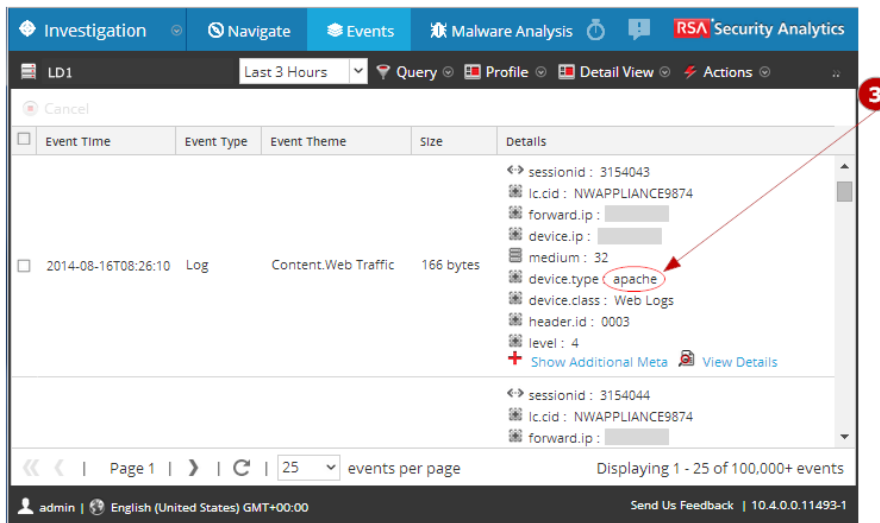 Investigation Navigate Events Malware Analysis RSA Security Analytics
LD1 Last 3 Hours Query Profile Detail View Actions
3
Cancel
Event Time Event Type Event Theme Size Details
sessionid : 3154043
lc.cid : NWAPPLIANCE9874
forward.ip :
device.ip :
medium : 32
2014-08-16T08:26:10 Log Content.Web Traffic 166 bytes
device.type : apache
device.class : Web Logs
header.id : 0003
level : 4
Show Additional Meta View Details
sessionid : 3154044
lc.cid : NWAPPLIANCE9874
forward.ip :
Page 1 | 25 events per page Displaying 1 - 25 of 100,000+ events
admin | English (United States) GMT+00:00 Send Us Feedback | 10.4.0.0.11493-1